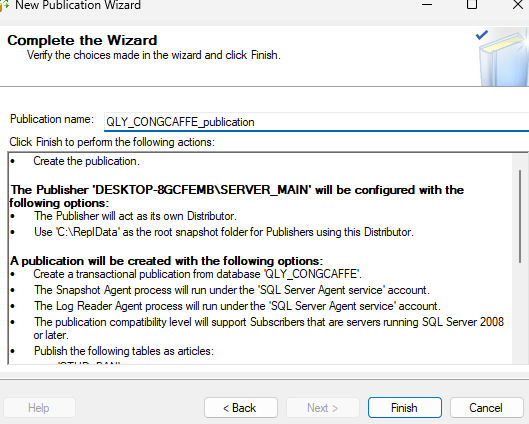 New Publication Wizard
Complete the Wizard
Verify the choices made in the wizard and click Finish.
Publication name: QLY_CONGCAFFE_publication
Click Finish to perform the following actions:
• Create the publication.
The Publisher 'DESKTOP-8GCFEMB\SERVER_MAIN' will be configured with the
following options:
• The Publisher will act as its own Distributor.
• Use 'C:\ReplData' as the root snapshot folder for Publishers using this Distributor.
A publication will be created with the following options:
• Create a transactional publication from database 'QLY_CONGCAFFE'.
• The Snapshot Agent process will run under the 'SQL Server Agent service' account.
• The Log Reader Agent process will run under the 'SQL Server Agent service' account.
• The publication compatibility level will support Subscribers that are servers running SQL Server 2008
or later.
• Publish the following tables as articles:
Help < Back Next > Finish Cancel